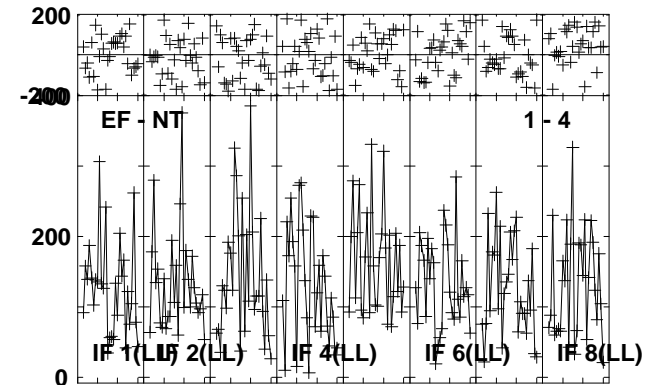 200
-200
400
EF - NT 1 - 4
200
IF 1(LL) IF 2(LL) IF 4(LL) IF 6(LL) IF 8(LL)
0